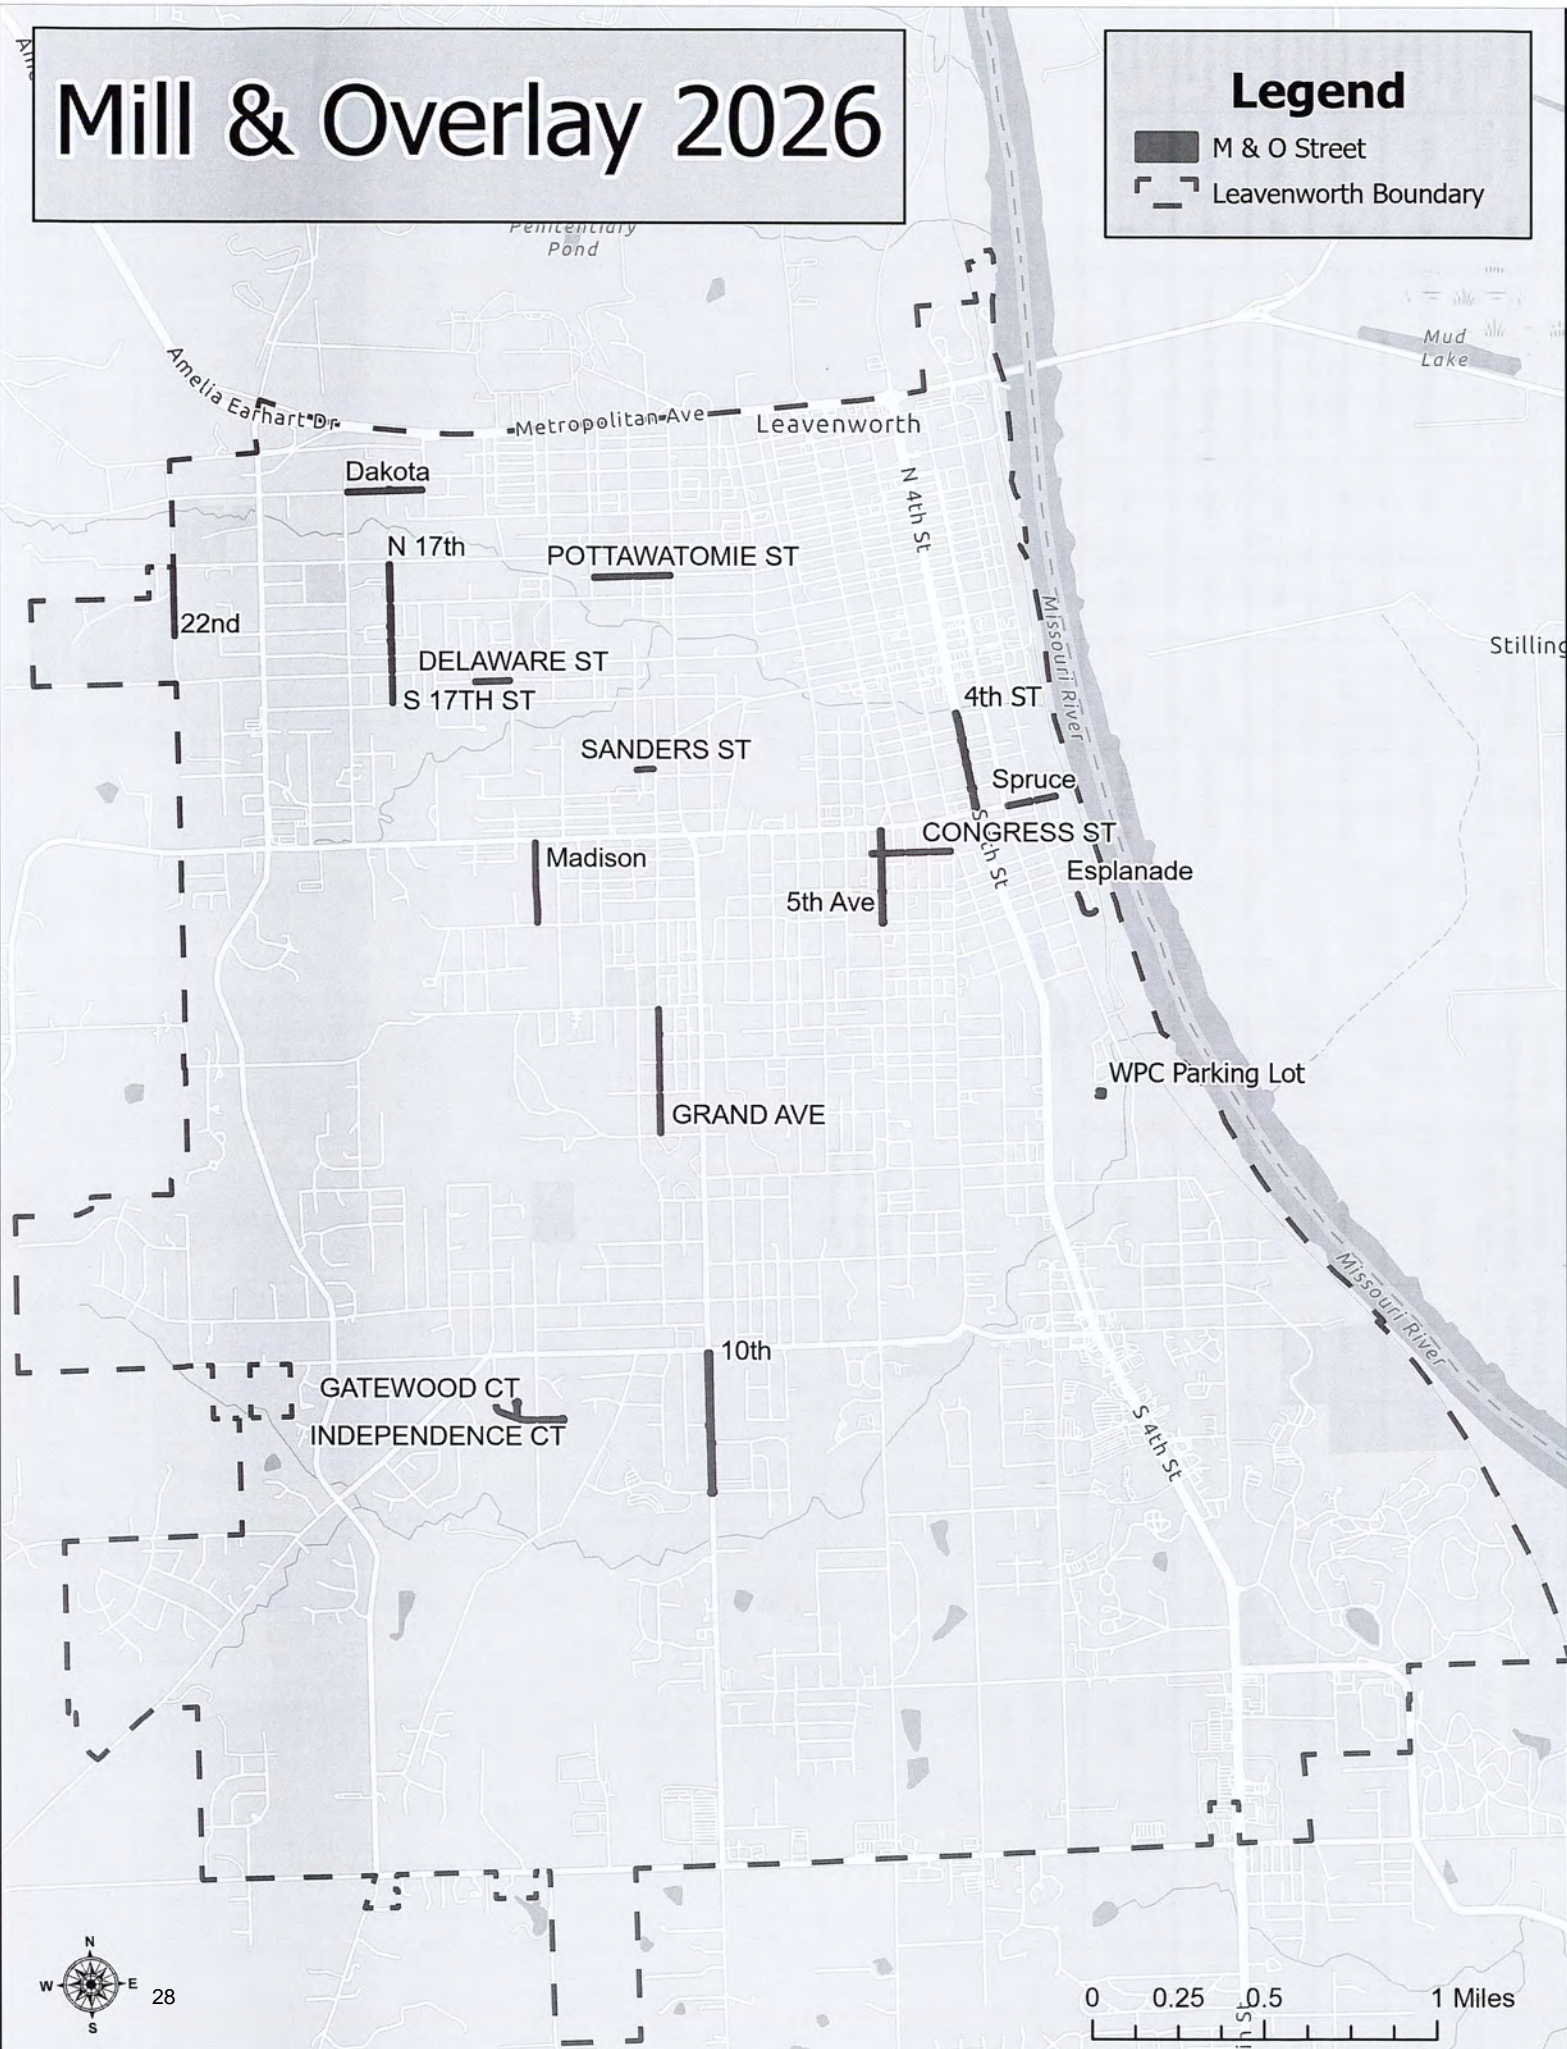 Mill & Overlay 2026
Legend
M & O Street
Leavenworth Boundary
Penitentiary
Pond
Mud
Lake
Amelia Earhart Dr
Metropolitan Ave
Leavenworth
Dakota
N 4th St
N 17th
POTTAWATOMIE ST
22nd
Missouri River
Stilling
DELAWARE ST
S 17TH ST
4th ST
SANDERS ST
Spruce
S 4th St
CONGRESS ST
Madison
Esplanade
5th Ave
WPC Parking Lot
GRAND AVE
Missouri River
10th
GATEWOOD CT
INDEPENDENCE CT
S 4th St
N
W
E
S
28
0 0.25 0.5 1 Miles